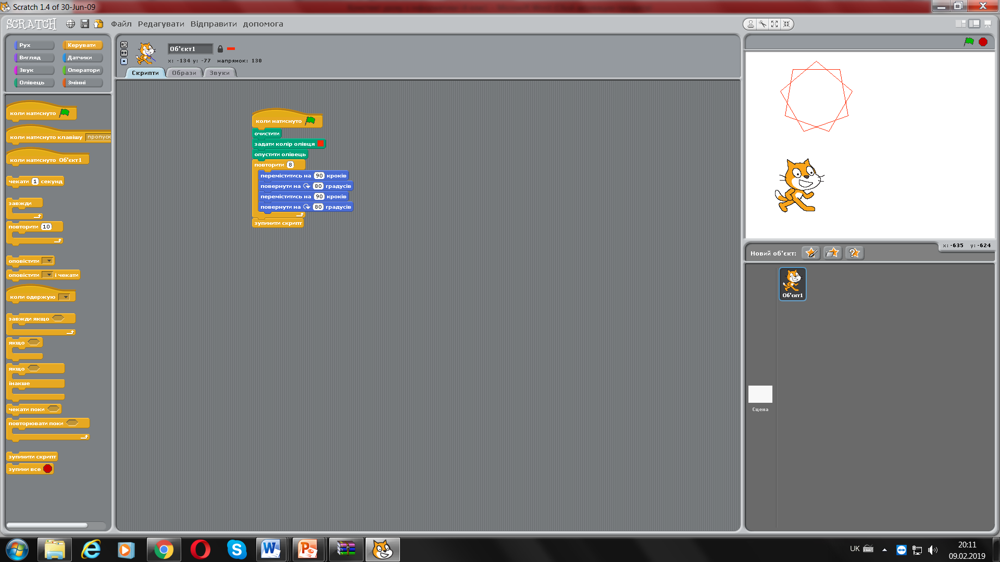 Scratch 1.4 of 30-Jun-09
SCRATCH
Файл Редагувати Відправити допомога
Рух Керувати
Вигляд Датчики
Звук Оператори
Олівець Змінні
коли натиснуто
коли натиснуто клавішу пропуск
коли натиснуто Об'єкт1
чекати 1 секунд
завжди
повторити 10
оповістити
оповістити і чекати
коли одержую
завжди якщо
якщо
якщо
інакше
чекати поки
повторювати поки
зупинити скрипт
зупини все
Об'єкт1
x: -134 y: -77 напрямок: 130
Скрипти Образи Звуки
коли натиснуто
очистити
задати колір олівця
опустити олівець
повторити 8
переміститись на 90 кроків
повернути на 80 градусів
переміститись на 90 кроків
повернути на 80 градусів
зупинити скрипт
x: -635 y: -624
Новий об'єкт:
Об'єкт1
Сцена
UK
20:11
09.02.2019